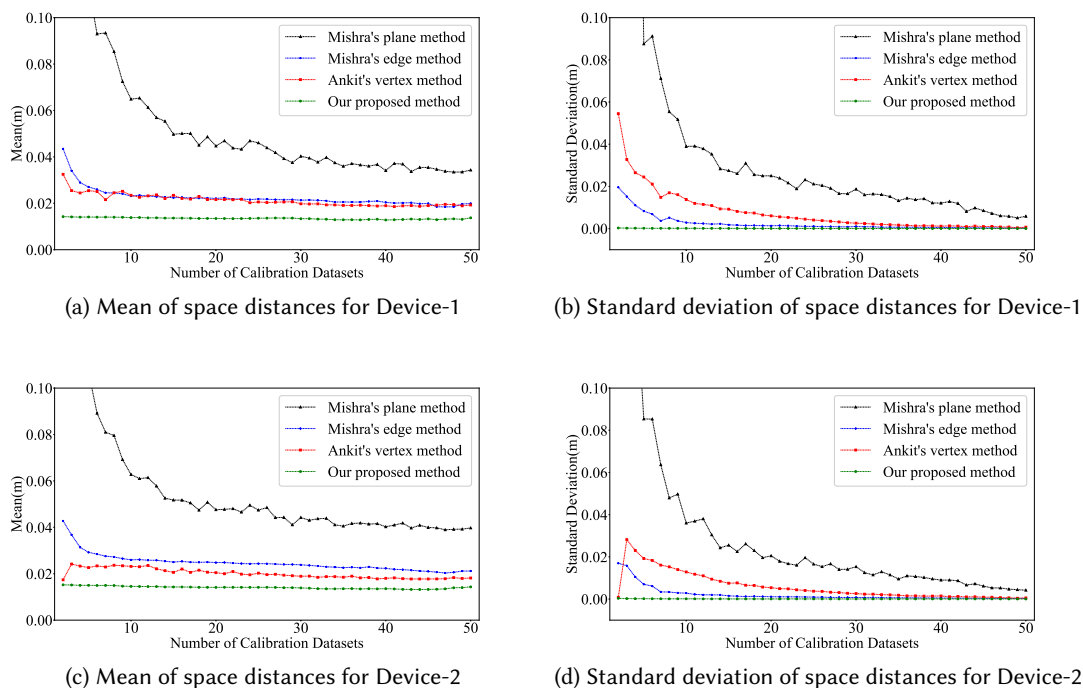 0.10
0.08
0.06
0.04
0.02
0.00
Mean(m)
Mishra's plane method
Mishra's edge method
Ankit's vertex method
Our proposed method
10 20 30 40 50
Number of Calibration Datasets
(a) Mean of space distances for Device-1
0.10
0.08
0.06
0.04
0.02
0.00
Standard Deviation(m)
Mishra's plane method
Mishra's edge method
Ankit's vertex method
Our proposed method
10 20 30 40 50
Number of Calibration Datasets
(b) Standard deviation of space distances for Device-1
0.10
0.08
0.06
0.04
0.02
0.00
Mean(m)
Mishra's plane method
Mishra's edge method
Ankit's vertex method
Our proposed method
10 20 30 40 50
Number of Calibration Datasets
(c) Mean of space distances for Device-2
0.10
0.08
0.06
0.04
0.02
0.00
Standard Deviation(m)
Mishra's plane method
Mishra's edge method
Ankit's vertex method
Our proposed method
10 20 30 40 50
Number of Calibration Datasets
(d) Standard deviation of space distances for Device-2